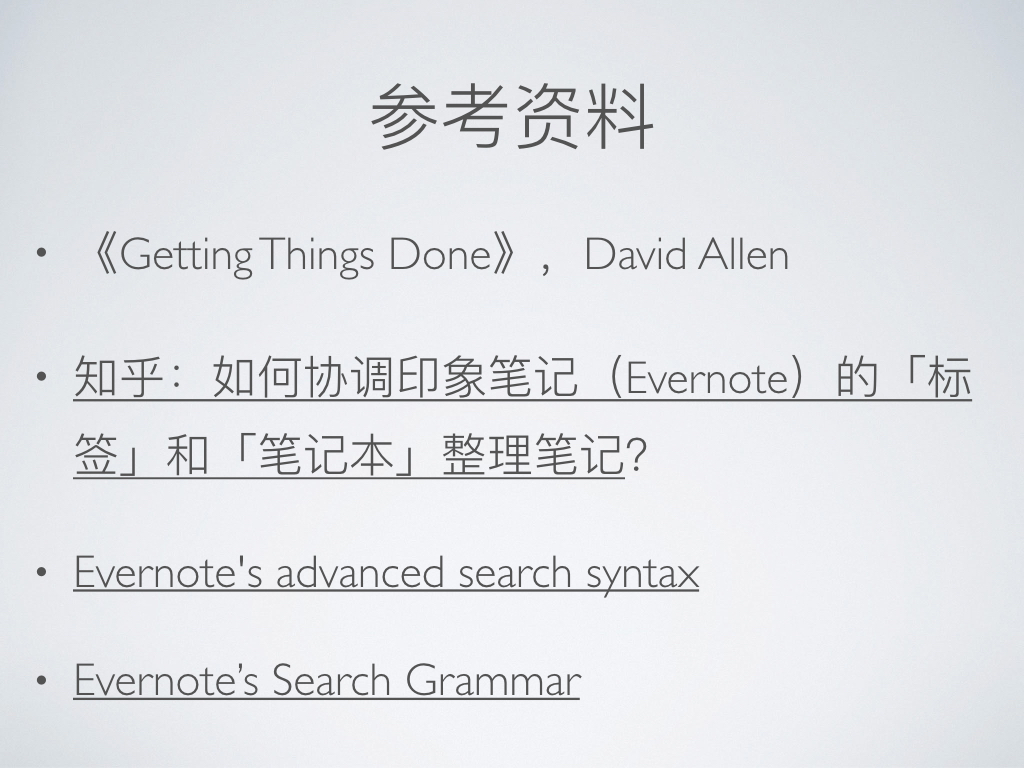 参考资料
• 《Getting Things Done》，David Allen
• 知乎：如何协调印象笔记（Evernote）的「标
签」和「笔记本」整理笔记？
• Evernote's advanced search syntax
• Evernote’s Search Grammar